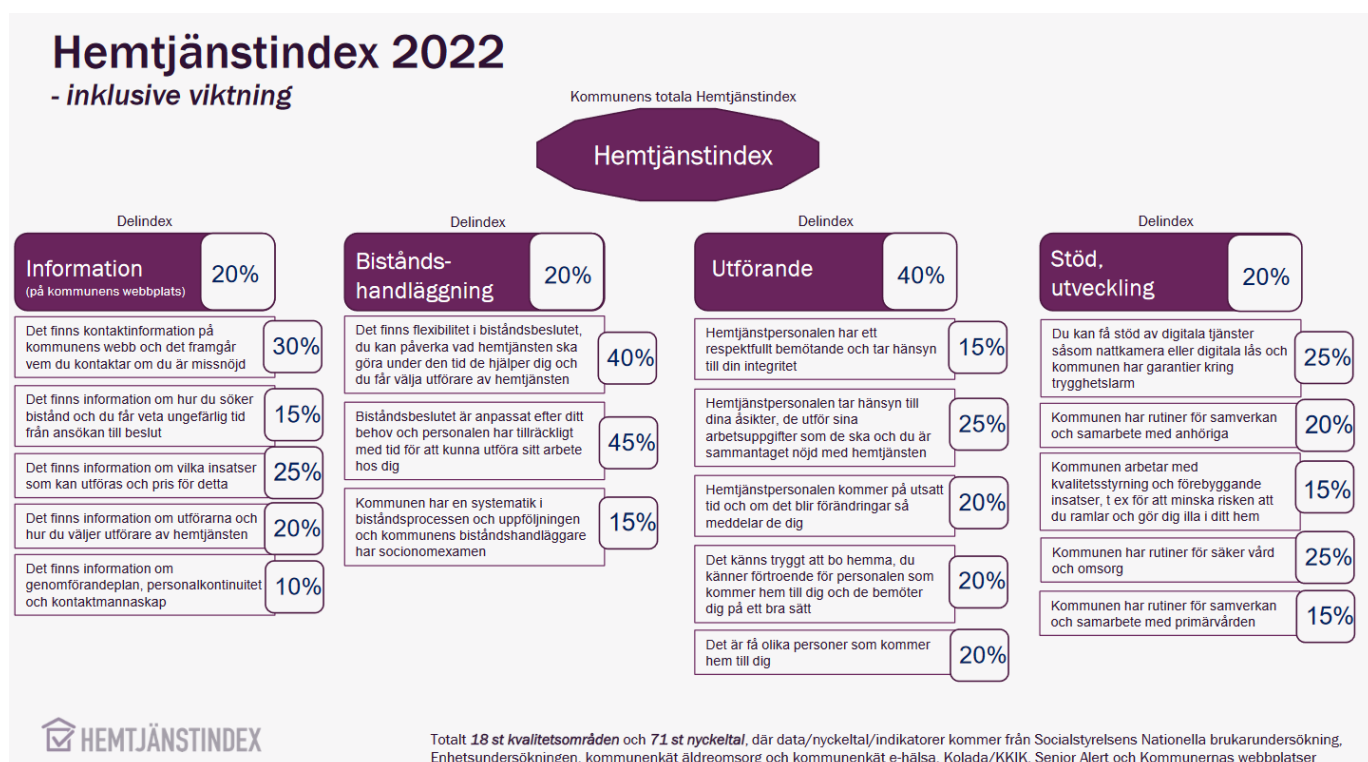 Hemtjänstindex 2022
- inklusive viktning
Kommunens totala Hemtjänstindex
Hemtjänstindex
Delindex
Information
(på kommunens webbplats)
20%
Det finns kontaktinformation på
kommunens webb och det framgår
vem du kontaktar om du är missnöjd
30%
Det finns information om hur du söker
bistånd och du får veta ungefärlig tid
från ansökan till beslut
15%
Det finns information om vilka insatser
som kan utföras och pris för detta
25%
Det finns information om utförarna och
hur du väljer utförare av hemtjänsten
20%
Det finns information om
genomförandeplan, personalkontinuitet
och kontaktmannaskap
10%
Delindex
Bistånds-
handläggning
20%
Det finns flexibilitet i biståndsbeslutet,
du kan påverka vad hemtjänsten ska
göra under den tid de hjälper dig och
du får välja utförare av hemtjänsten
40%
Biståndsbeslutet är anpassat efter ditt
behov och personalen har tillräckligt
med tid för att kunna utföra sitt arbete
hos dig
45%
Kommunen har en systematik i
biståndsprocessen och uppföljningen
och kommunens biståndshandläggare
har socionomexamen
15%
Delindex
Utförande
40%
Hemtjänstpersonalen har ett
respektfullt bemötande och tar hänsyn
till din integritet
15%
Hemtjänstpersonalen tar hänsyn till
dina åsikter, de utför sina
arbetsuppgifter som de ska och du är
sammantaget nöjd med hemtjänsten
25%
Hemtjänstpersonalen kommer på utsatt
tid och om det blir förändringar så
meddelar de dig
20%
Det känns tryggt att bo hemma, du
känner förtroende för personalen som
kommer hem till dig och de bemöter
dig på ett bra sätt
20%
Det är få olika personer som kommer
hem till dig
20%
Delindex
Stöd,
utveckling
20%
Du kan få stöd av digitala tjänster
såsom nattkamera eller digitala lås och
kommunen har garantier kring
trygghetslarm
25%
Kommunen har rutiner för samverkan
och samarbete med anhöriga
20%
Kommunen arbetar med
kvalitetsstyrning och förebyggande
insatser, t ex för att minska risken att
du ramlar och gör dig illa i ditt hem
15%
Kommunen har rutiner för säker vård
och omsorg
25%
Kommunen har rutiner för samverkan
och samarbete med primärvården
15%
HEMTJÄNSTINDEX
Totalt 18 st kvalitetsområden och 71 st nyckeltal, där data/nyckeltal/indikatorer kommer från Socialstyrelsens Nationella brukarundersökning,
Enhetsundersökningen, kommunenkät äldreomsorg och kommunenkät e-hälsa, Kolada/KKIK, Senior Alert och Kommunernas webbplatser